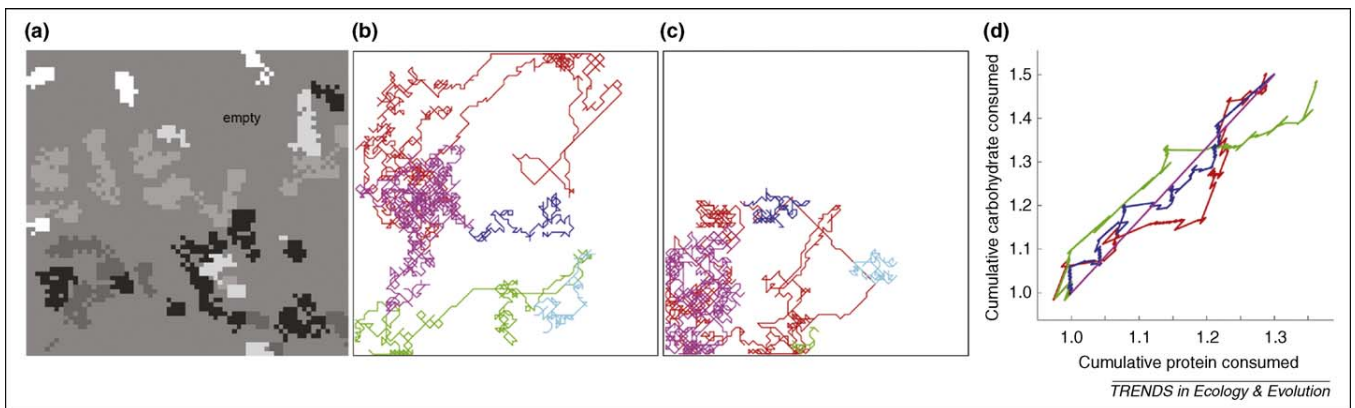 (a)
(b)
(c)
(d)
empty
Cumulative carbohydrate consumed
1.5
1.4
1.3
1.2
1.1
1.0
1.0
1.1
1.2
1.3
Cumulative protein consumed
TRENDS in Ecology & Evolution